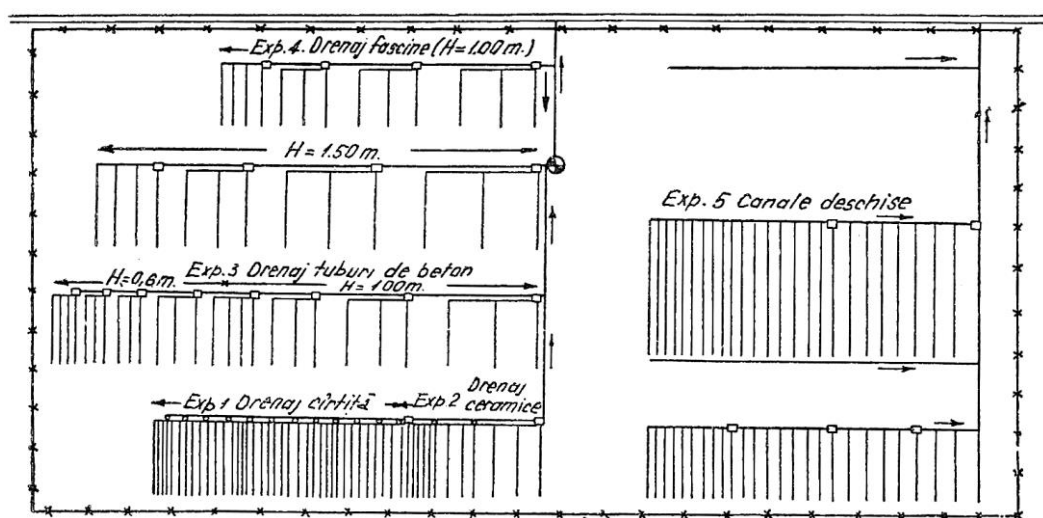 Exp. 4. Drenaj fascine (H=1.00 m.)
H = 1.50 m.
Exp. 5 Canale deschise
Exp. 3 Drenaj tuburi de beton
H=0,6 m.
H = 1.00 m.
Exp. 1 Drenaj cîrtiță
Exp. 2
Drenaj
ceramice